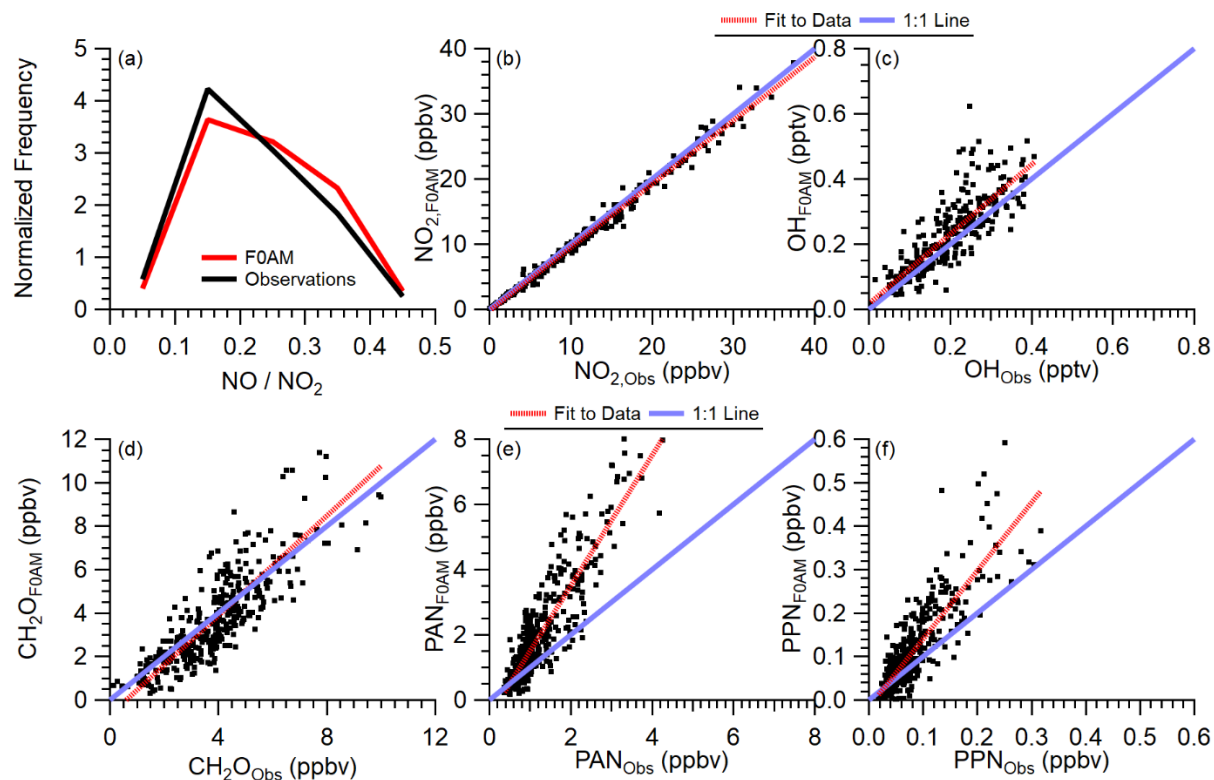 Fit to Data 1:1 Line
(a)
Normalized Frequency
5
4
3
2
1
0
F0AM
Observations
0.0 0.1 0.2 0.3 0.4 0.5
NO / NO2
(b)
NO2,F0AM (ppbv)
40
30
20
10
0
0 10 20 30 40
NO2,Obs (ppbv)
(c)
OHF0AM (pptv)
0.8
0.6
0.4
0.2
0.0
0.0 0.2 0.4 0.6 0.8
OHObs (pptv)
Fit to Data 1:1 Line
(d)
CH2OF0AM (ppbv)
12
10
8
6
4
2
0
0 4 8 12
CH2OObs (ppbv)
(e)
PANF0AM (ppbv)
8
6
4
2
0
0 2 4 6 8
PANObs (ppbv)
(f)
PPNF0AM (ppbv)
0.6
0.5
0.4
0.3
0.2
0.1
0.0
0.0 0.1 0.2 0.3 0.4 0.5 0.6
PPNObs (ppbv)